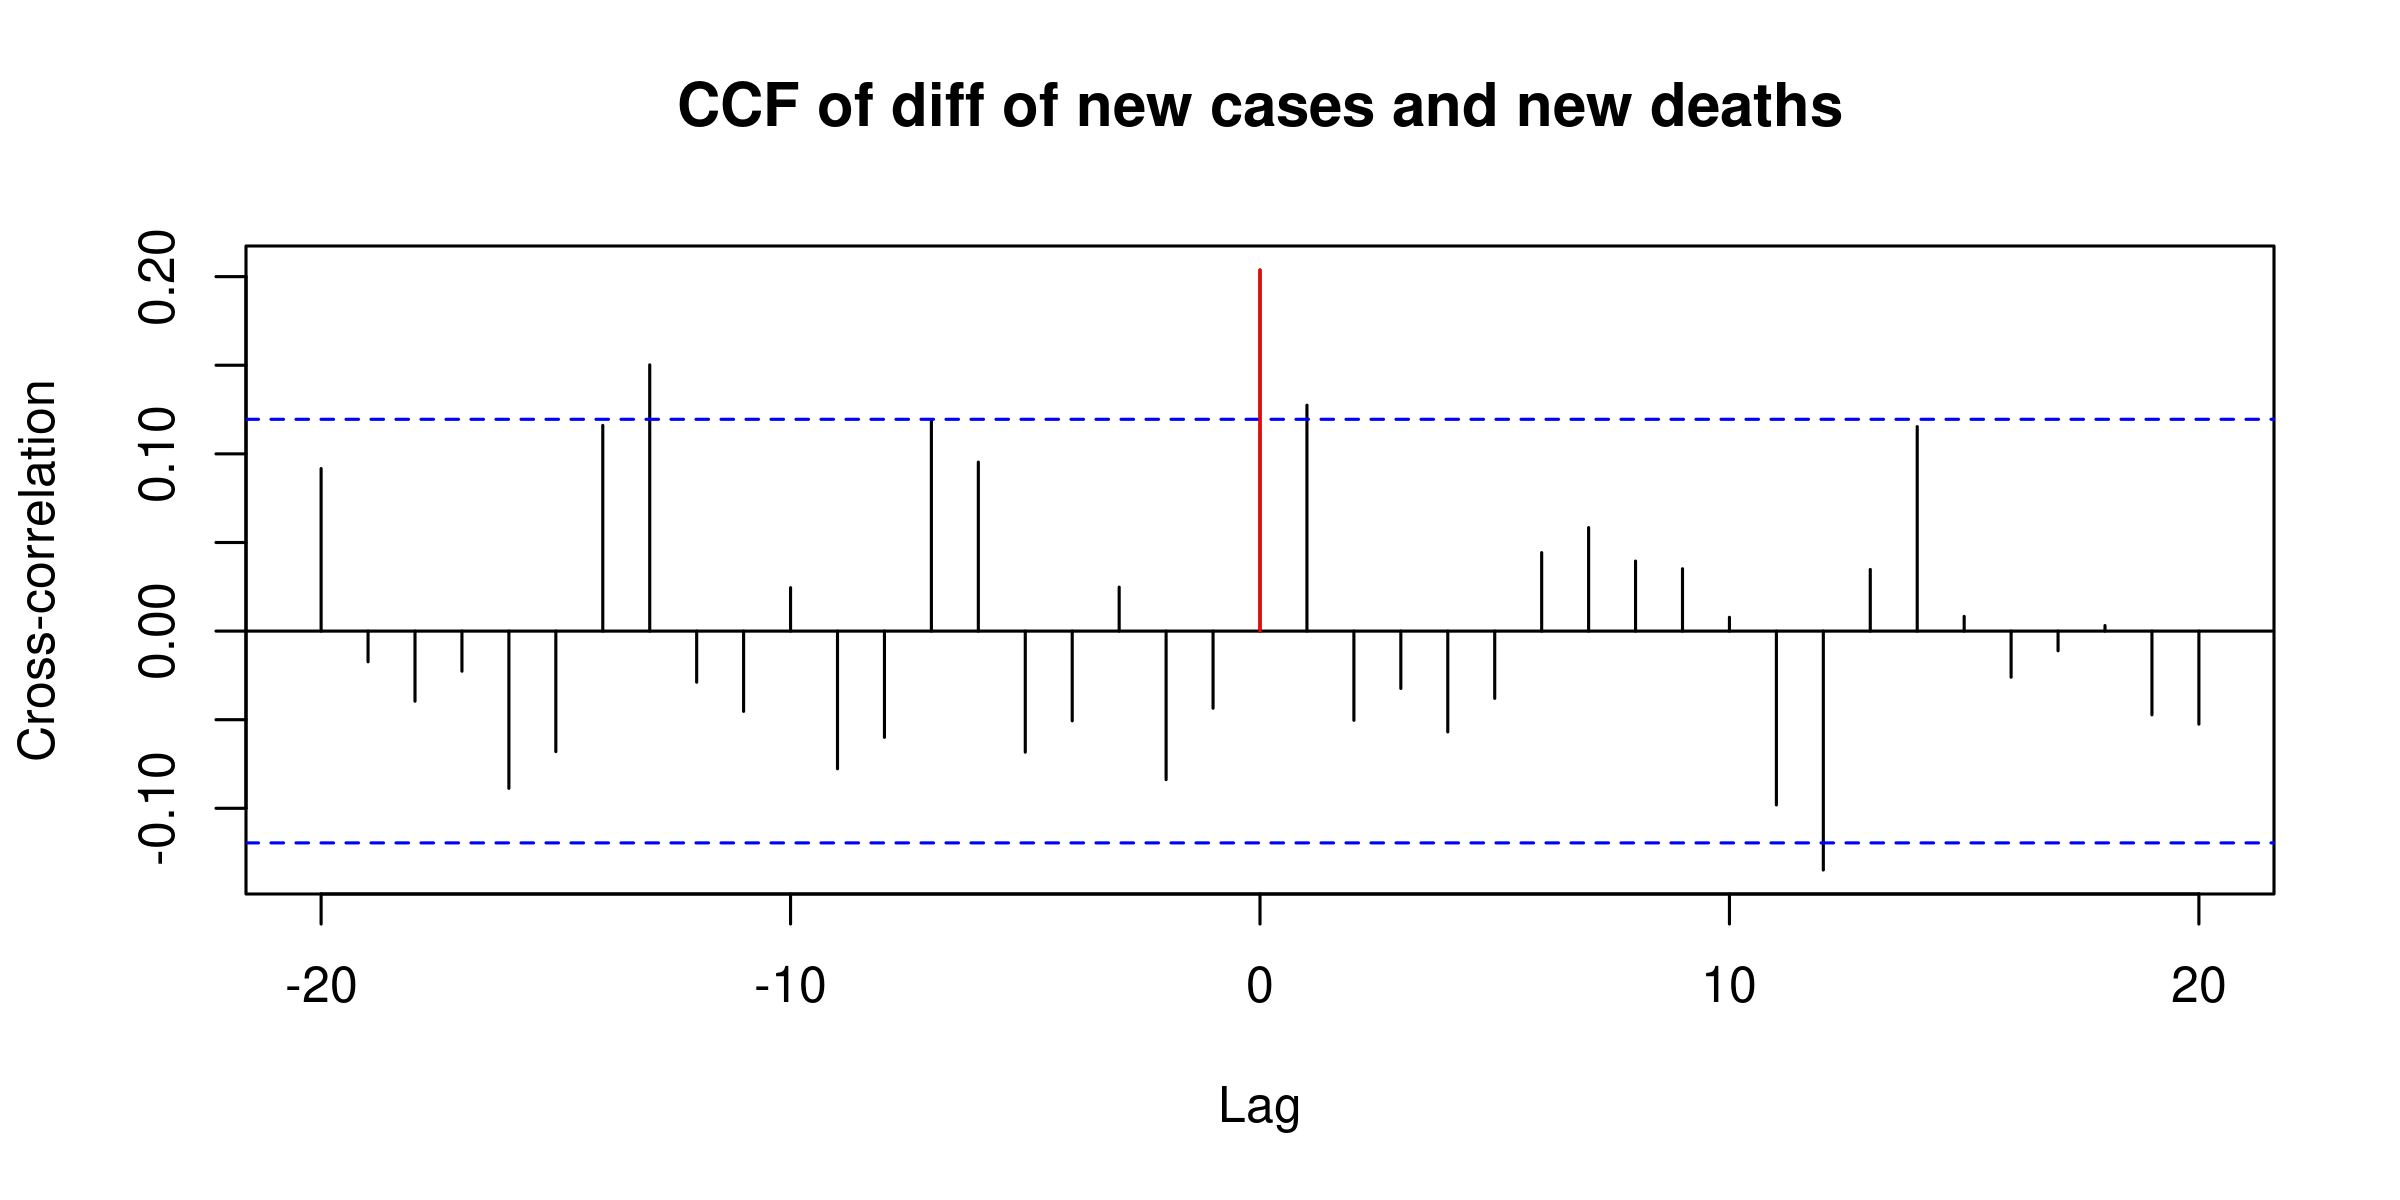 CCF of diff of new cases and new deaths
Cross-correlation
0.20
0.10
0.00
-0.10
-20 -10 0 10 20
Lag